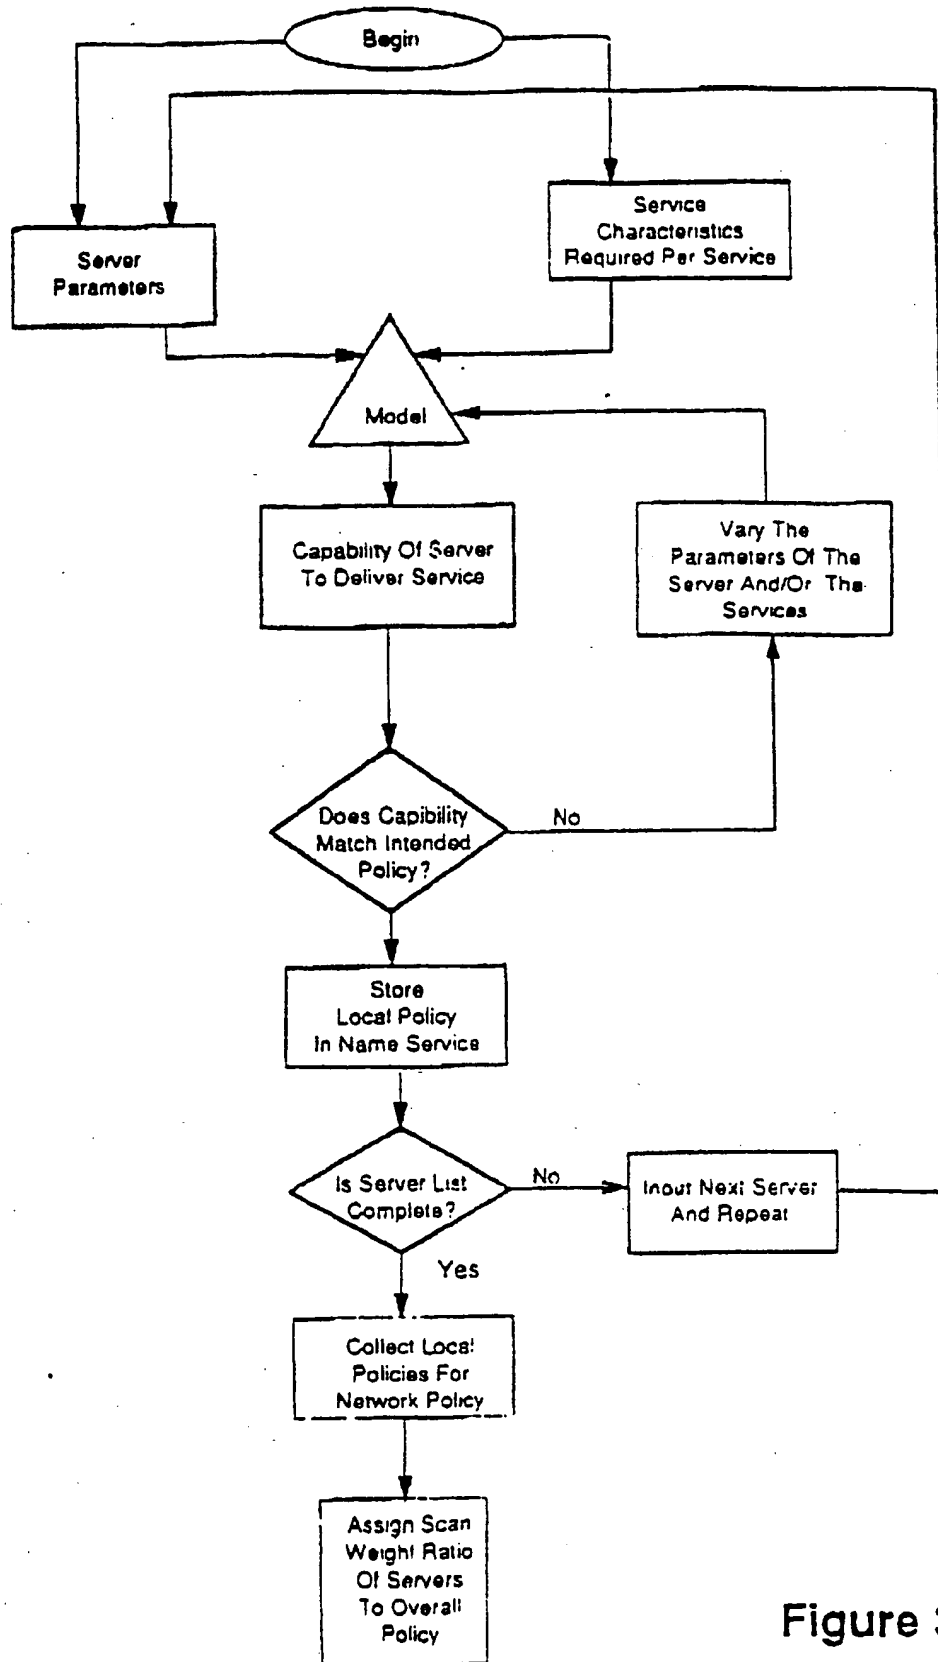 Begin
Server
Parameters
Service
Characteristics
Required Per Service
Model
Capability Of Server
To Deliver Service
Vary The
Parameters Of The
Server And/Or The
Services
Does Capibility
Match Intended
Policy?
No
Store
Local Policy
In Name Service
Is Server List
Complete?
No
Input Next Server
And Repeat
Yes
Collect Local
Policies For
Network Policy
Assign Scan
Weight Ratio
Of Servers
To Overall
Policy
Figure